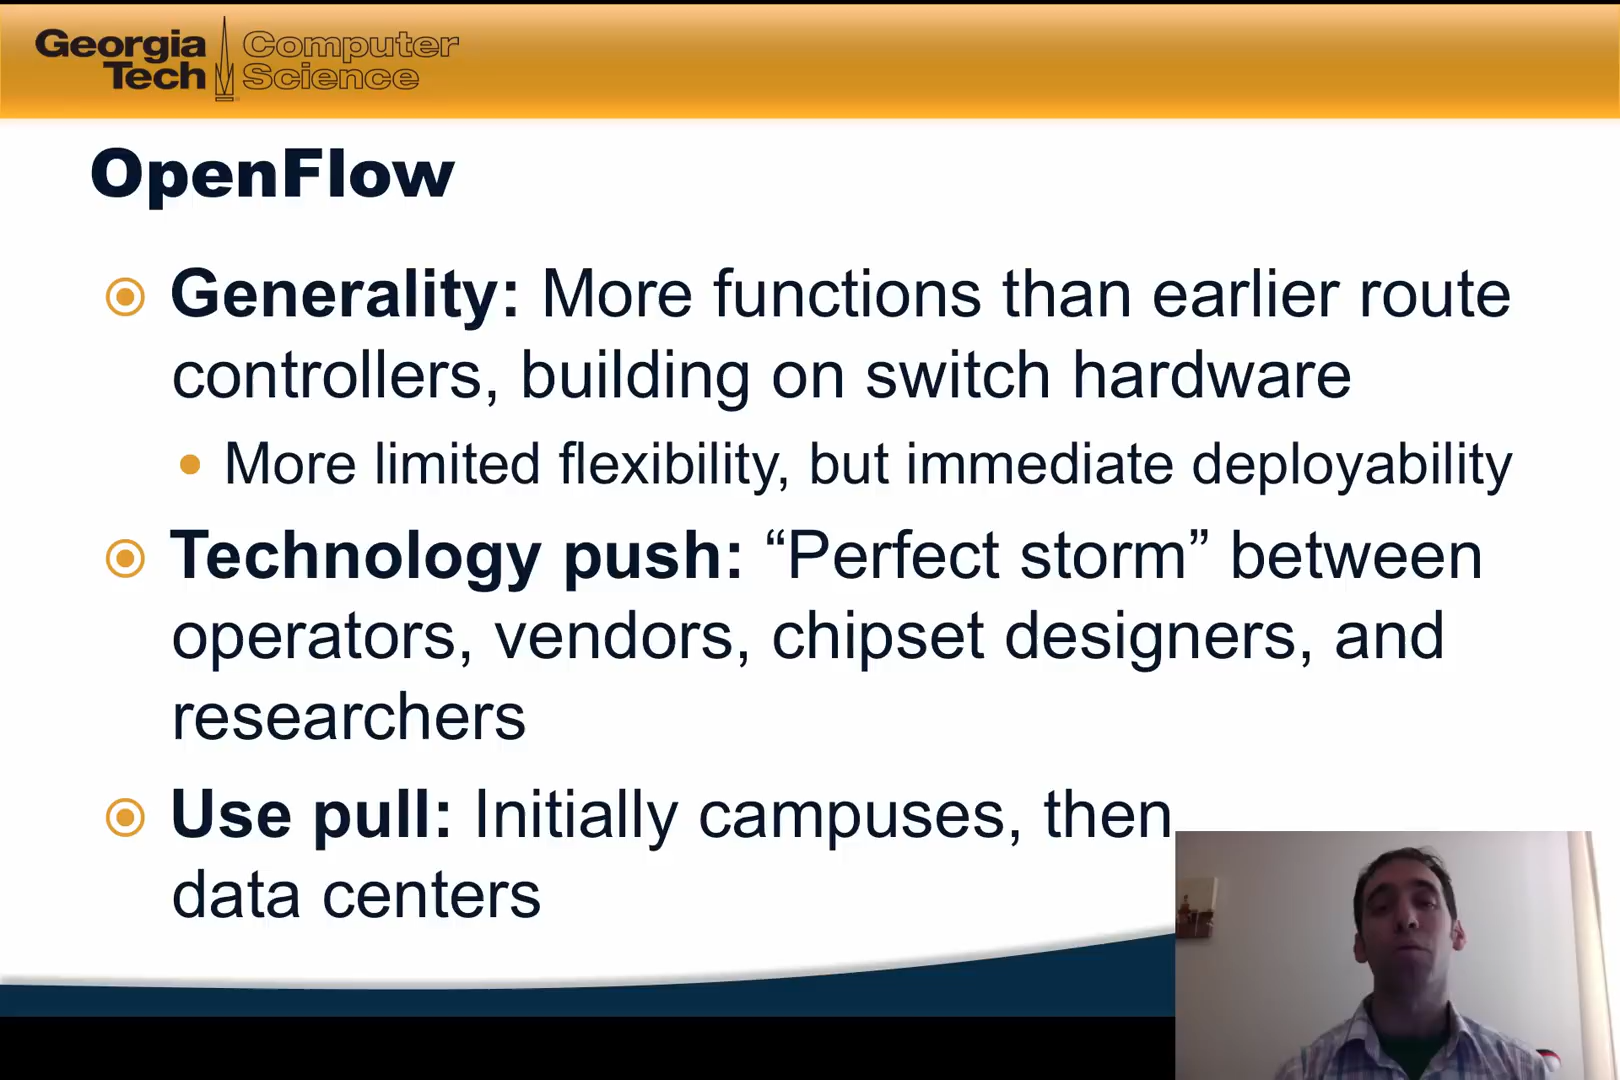 Georgia Computer
Tech Science
OpenFlow
Generality: More functions than earlier route
controllers, building on switch hardware
More limited flexibility, but immediate deployability
Technology push: “Perfect storm” between
operators, vendors, chipset designers, and
researchers
Use pull: Initially campuses, then
data centers